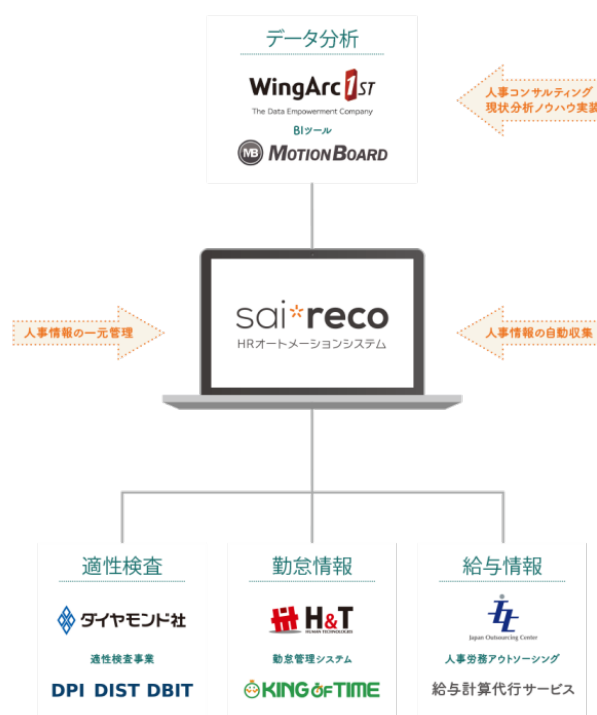 データ分析
WingArc1ST
The Data Empowerment Company
BIツール
MB MOTIONBOARD
人事コンサルティング
現状分析ノウハウ実装
sai*reco
HRオートメーションシステム
人事情報の一元管理
人事情報の自動収集
適性検査
ダイヤモンド社
適性検査事業
DPI DIST DBIT
勤怠情報
H&T
HUMAN TECHNOLOGIES
勤怠管理システム
KING OF TIME
給与情報
Japan Outsourcing Center
人事労務アウトソーシング
給与計算代行サービス